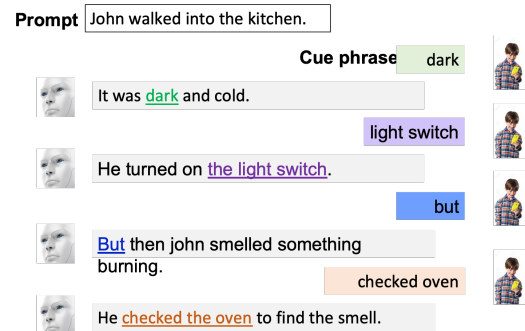 Prompt John walked into the kitchen.
Cue phrase dark
It was dark and cold.
light switch
He turned on the light switch.
but
But then john smelled something
burning.
checked oven
He checked the oven to find the smell.